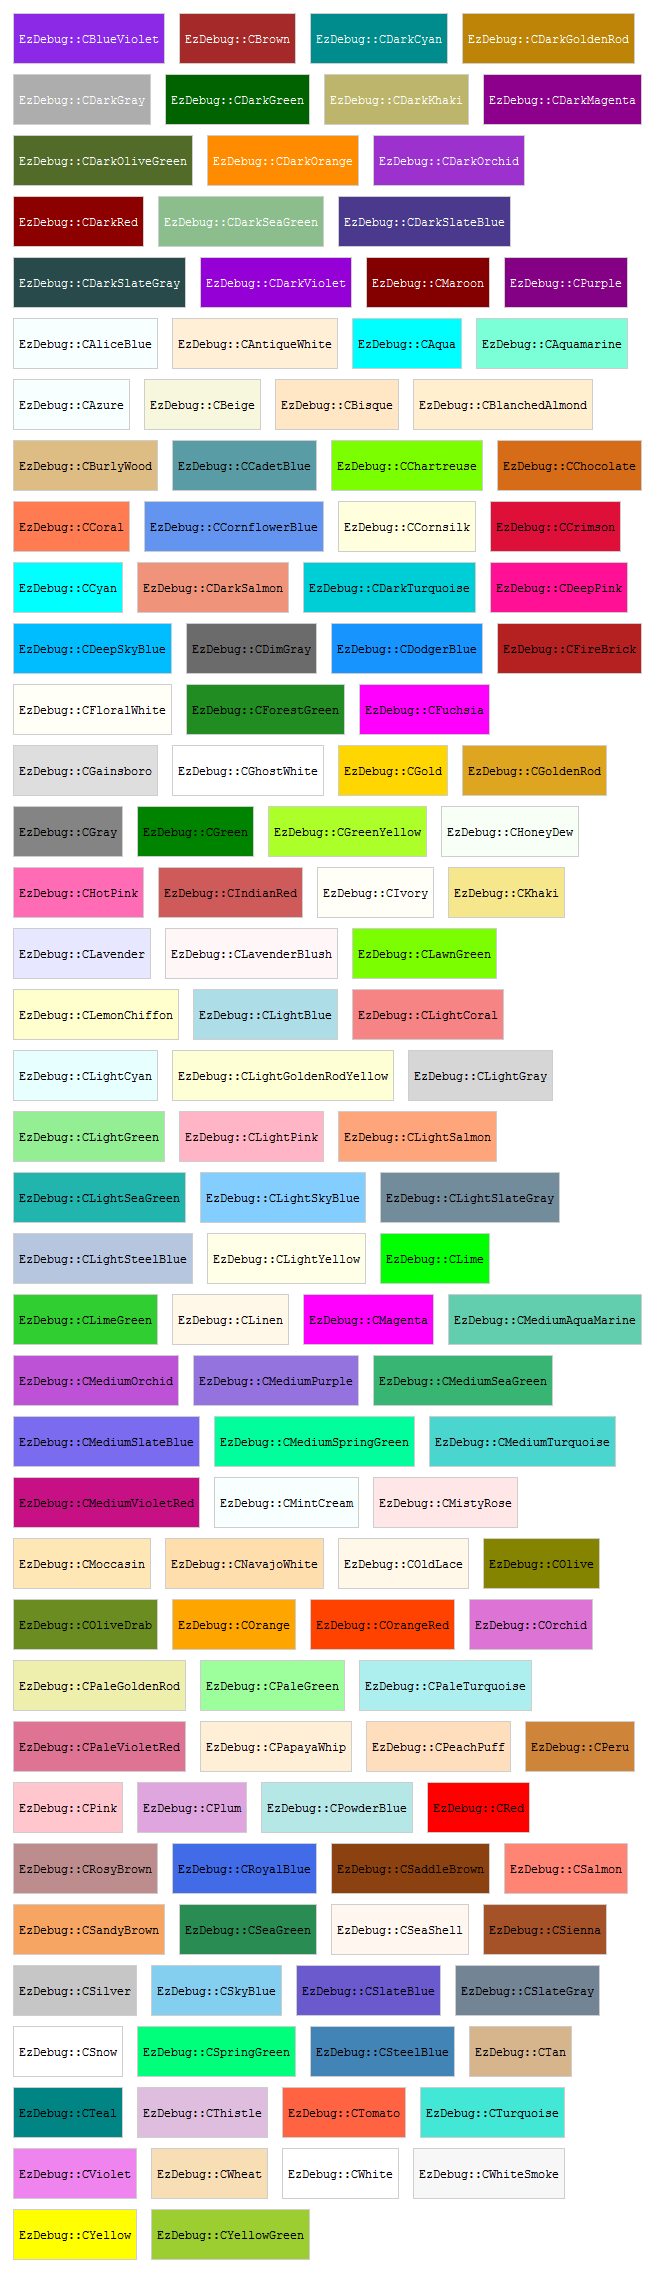 EzDebug::CBlueViolet EzDebug::CBrown EzDebug::CDarkCyan EzDebug::CDarkGoldenRod
EzDebug::CDarkGray EzDebug::CDarkGreen EzDebug::CDarkKhaki EzDebug::CDarkMagenta
EzDebug::CDarkOliveGreen EzDebug::CDarkOrange EzDebug::CDarkOrchid
EzDebug::CDarkRed EzDebug::CDarkSeaGreen EzDebug::CDarkSlateBlue
EzDebug::CDarkSlateGray EzDebug::CDarkViolet EzDebug::CMaroon EzDebug::CPurple
EzDebug::CAliceBlue EzDebug::CAntiqueWhite EzDebug::CAqua EzDebug::CAquamarine
EzDebug::CAzure EzDebug::CBeige EzDebug::CBisque EzDebug::CBlanchedAlmond
EzDebug::CBurlyWood EzDebug::CCadetBlue EzDebug::CChartreuse EzDebug::CChocolate
EzDebug::CCoral EzDebug::CCornflowerBlue EzDebug::CCornsilk EzDebug::CCrimson
EzDebug::CCyan EzDebug::CDarkSalmon EzDebug::CDarkTurquoise EzDebug::CDeepPink
EzDebug::CDeepSkyBlue EzDebug::CDimGray EzDebug::CDodgerBlue EzDebug::CFireBrick
EzDebug::CFloralWhite EzDebug::CForestGreen EzDebug::CFuchsia
EzDebug::CGainsboro EzDebug::CGhostWhite EzDebug::CGold EzDebug::CGoldenRod
EzDebug::CGray EzDebug::CGreen EzDebug::CGreenYellow EzDebug::CHoneyDew
EzDebug::CHotPink EzDebug::CIndianRed EzDebug::CIvory EzDebug::CKhaki
EzDebug::CLavender EzDebug::CLavenderBlush EzDebug::CLawnGreen
EzDebug::CLemonChiffon EzDebug::CLightBlue EzDebug::CLightCoral
EzDebug::CLightCyan EzDebug::CLightGoldenRodYellow EzDebug::CLightGray
EzDebug::CLightGreen EzDebug::CLightPink EzDebug::CLightSalmon
EzDebug::CLightSeaGreen EzDebug::CLightSkyBlue EzDebug::CLightSlateGray
EzDebug::CLightSteelBlue EzDebug::CLightYellow EzDebug::CLime
EzDebug::CLimeGreen EzDebug::CLinen EzDebug::CMagenta EzDebug::CMediumAquaMarine
EzDebug::CMediumOrchid EzDebug::CMediumPurple EzDebug::CMediumSeaGreen
EzDebug::CMediumSlateBlue EzDebug::CMediumSpringGreen EzDebug::CMediumTurquoise
EzDebug::CMediumVioletRed EzDebug::CMintCream EzDebug::CMistyRose
EzDebug::CMoccasin EzDebug::CNavajoWhite EzDebug::COldLace EzDebug::COlive
EzDebug::COliveDrab EzDebug::COrange EzDebug::COrangeRed EzDebug::COrchid
EzDebug::CPaleGoldenRod EzDebug::CPaleGreen EzDebug::CPaleTurquoise
EzDebug::CPaleVioletRed EzDebug::CPapayaWhip EzDebug::CPeachPuff EzDebug::CPeru
EzDebug::CPink EzDebug::CPlum EzDebug::CPowderBlue EzDebug::CRed
EzDebug::CRosyBrown EzDebug::CRoyalBlue EzDebug::CSaddleBrown EzDebug::CSalmon
EzDebug::CSandyBrown EzDebug::CSeaGreen EzDebug::CSeaShell EzDebug::CSienna
EzDebug::CSilver EzDebug::CSkyBlue EzDebug::CSlateBlue EzDebug::CSlateGray
EzDebug::CSnow EzDebug::CSpringGreen EzDebug::CSteelBlue EzDebug::CTan
EzDebug::CTeal EzDebug::CThistle EzDebug::CTomato EzDebug::CTurquoise
EzDebug::CViolet EzDebug::CWheat EzDebug::CWhite EzDebug::CWhiteSmoke
EzDebug::CYellow EzDebug::CYellowGreen